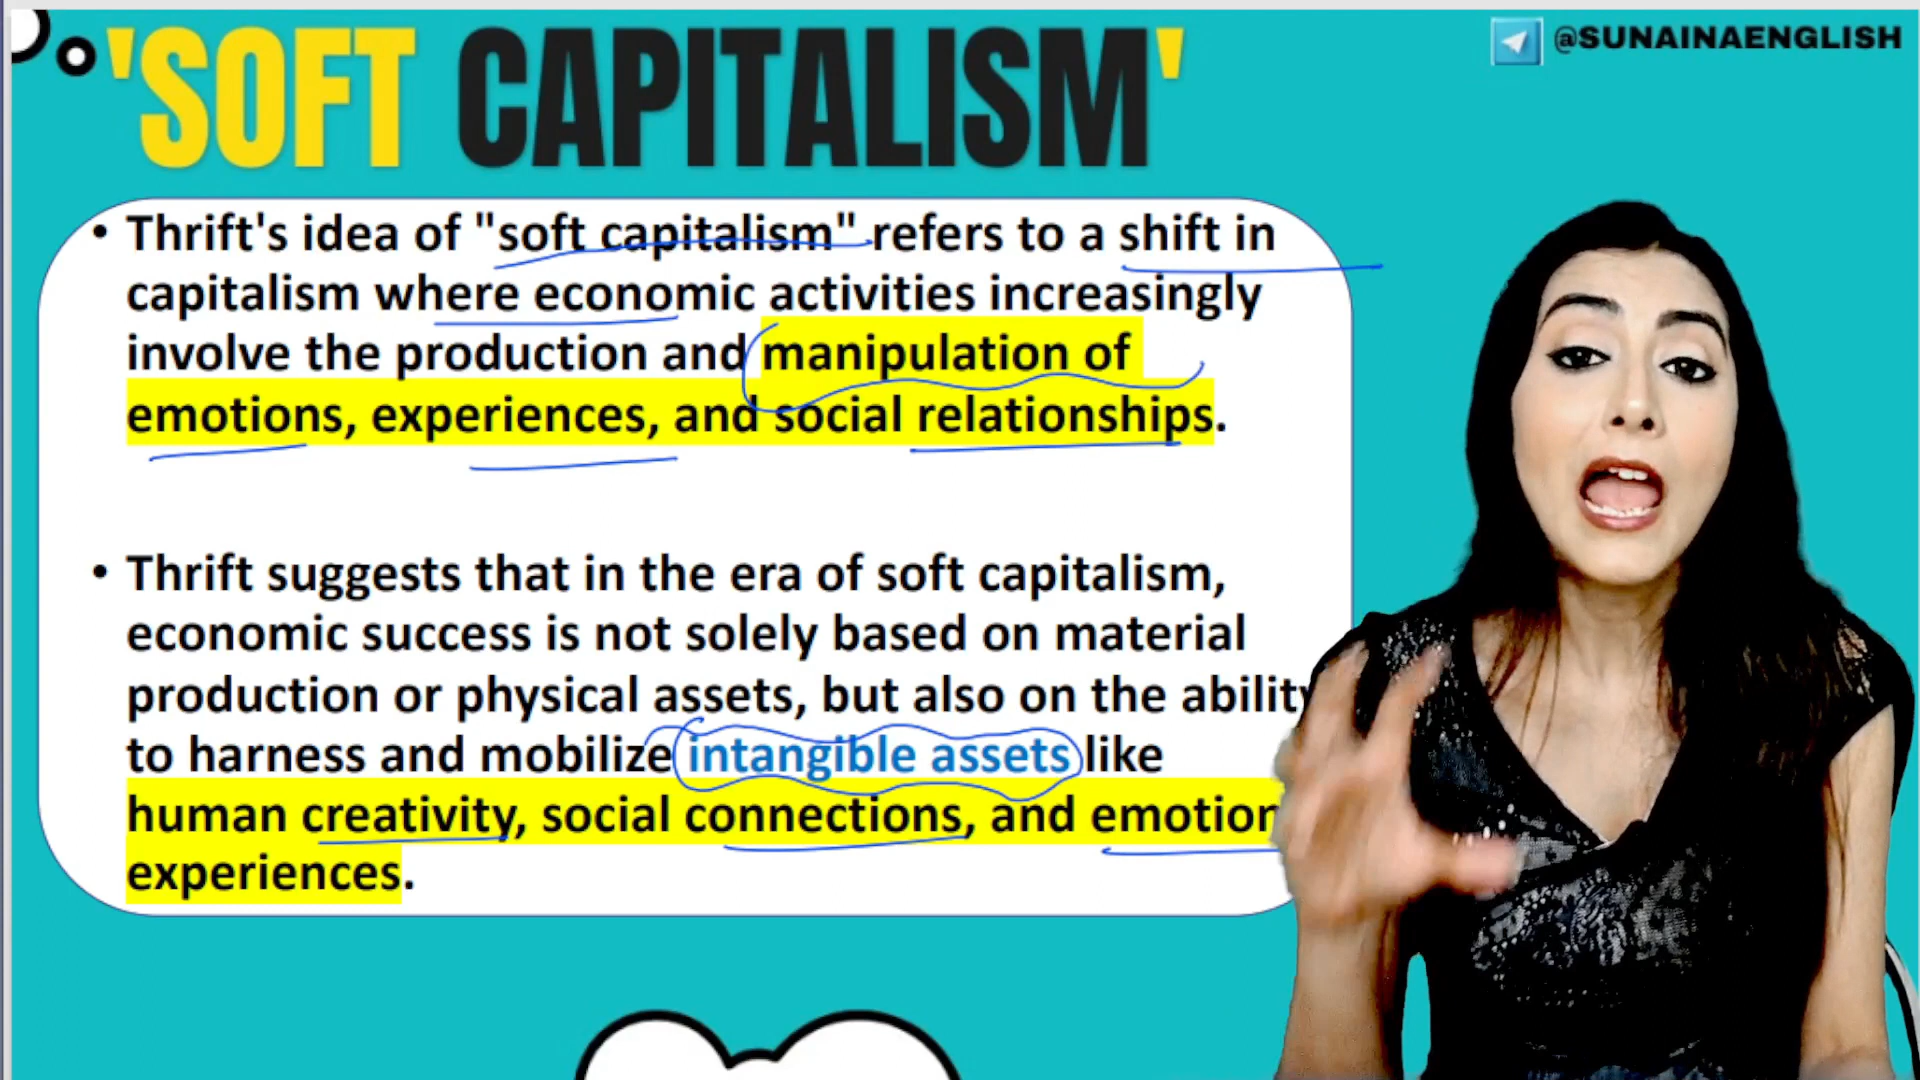 'SOFT CAPITALISM'
@SUNAINAENGLISH
• Thrift's idea of "soft capitalism" refers to a shift in
capitalism where economic activities increasingly
involve the production and manipulation of
emotions, experiences, and social relationships.
• Thrift suggests that in the era of soft capitalism,
economic success is not solely based on material
production or physical assets, but also on the ability
to harness and mobilize intangible assets like
human creativity, social connections, and
experiences.